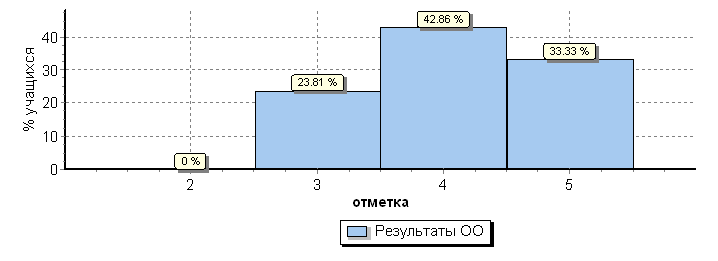 % учащихся
40
30
20
10
0
0 %
23.81 %
42.86 %
33.33 %
2 3 4 5
отметка
Результаты ОО